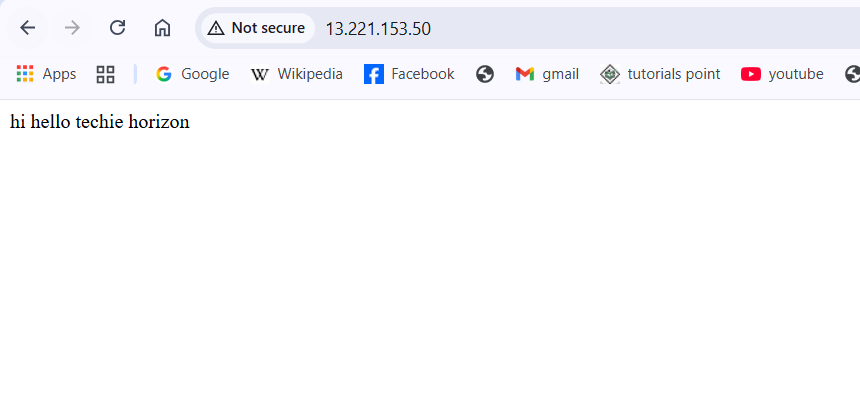 Not secure 13.221.153.50
Apps Google Wikipedia Facebook gmail tutorials point youtube
hi hello techie horizon